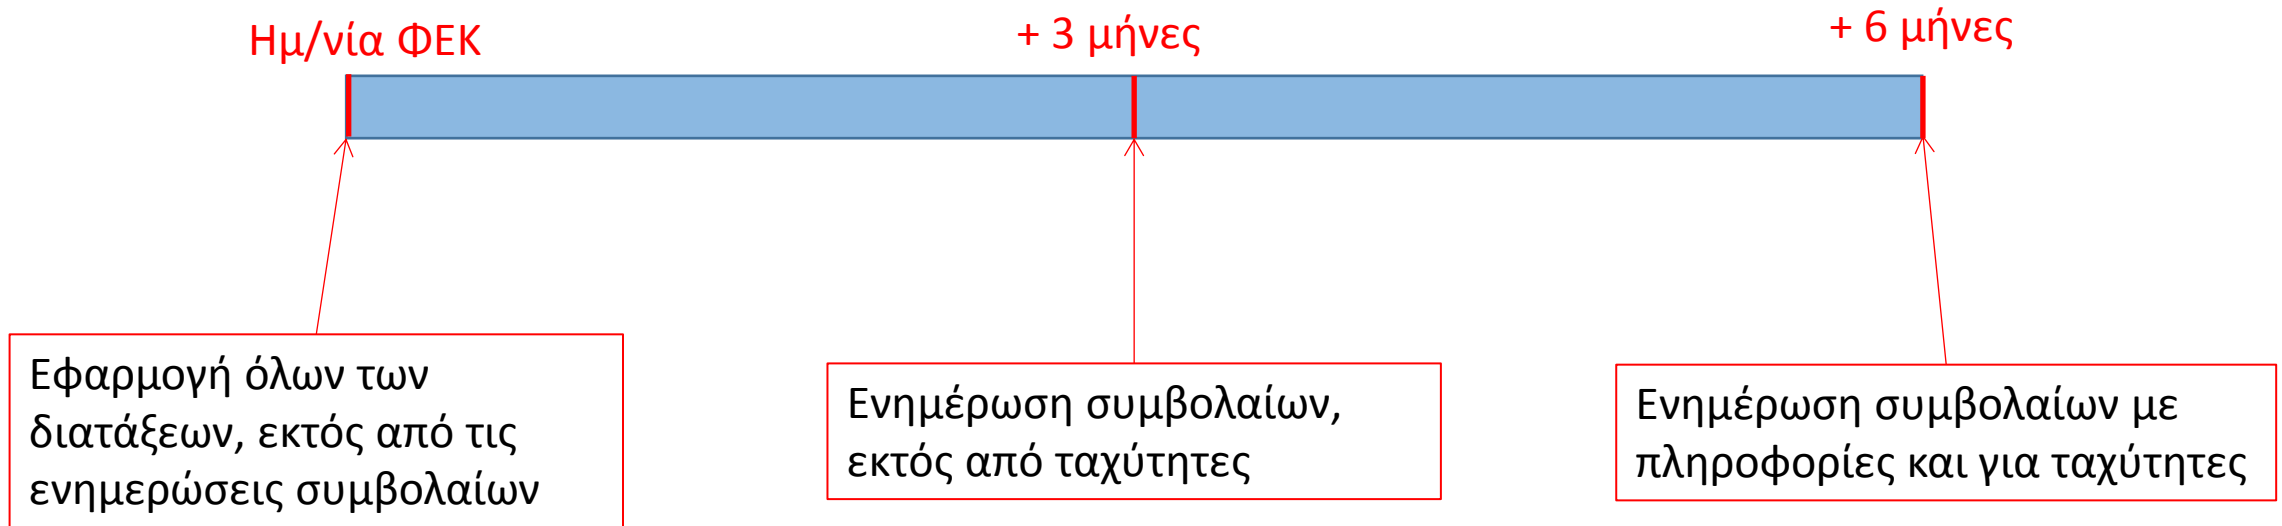 Ημ/νία ΦΕΚ
+ 3 μήνες
+ 6 μήνες
Εφαρμογή όλων των
διατάξεων, εκτός από τις
ενημερώσεις συμβολαίων
Ενημέρωση συμβολαίων,
εκτός από ταχύτητες
Ενημέρωση συμβολαίων με
πληροφορίες και για ταχύτητες